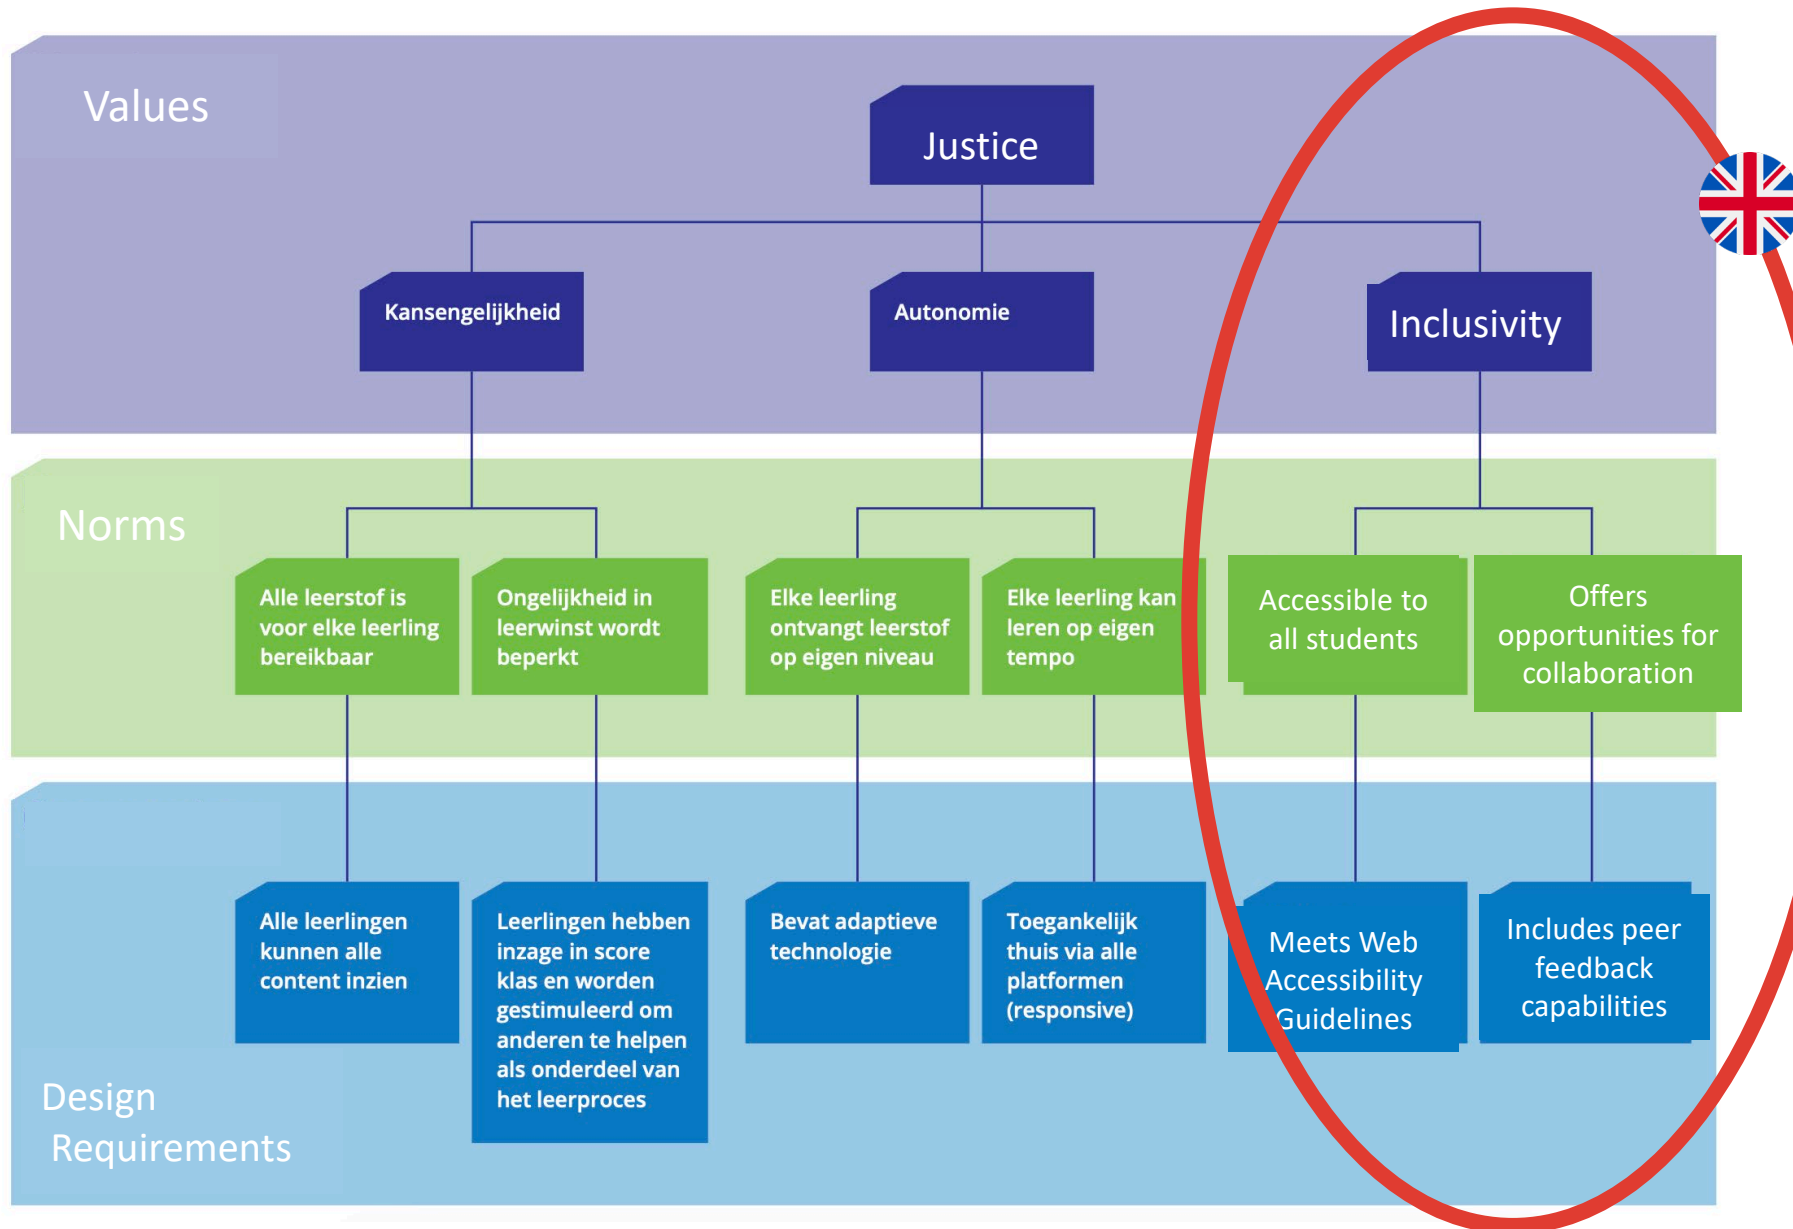 Values
Justice
Kansengelijkheid
Autonomie
Inclusivity
Norms
Alle leerstof is
voor elke leerling
bereikbaar
Ongelijkheid in
leerwinst wordt
beperkt
Elke leerling
ontvangt leerstof
op eigen niveau
Elke leerling kan
leren op eigen
tempo
Accessible to
all students
Offers
opportunities for
collaboration
Alle leerlingen
kunnen alle
content inzien
Leerlingen hebben
inzage in score
klas en worden
gestimuleerd om
anderen te helpen
als onderdeel van
het leerproces
Bevat adaptieve
technologie
Toegankelijk
thuis via alle
platformen
(responsive)
Meets Web
Accessibility
Guidelines
Includes peer
feedback
capabilities
Design
Requirements